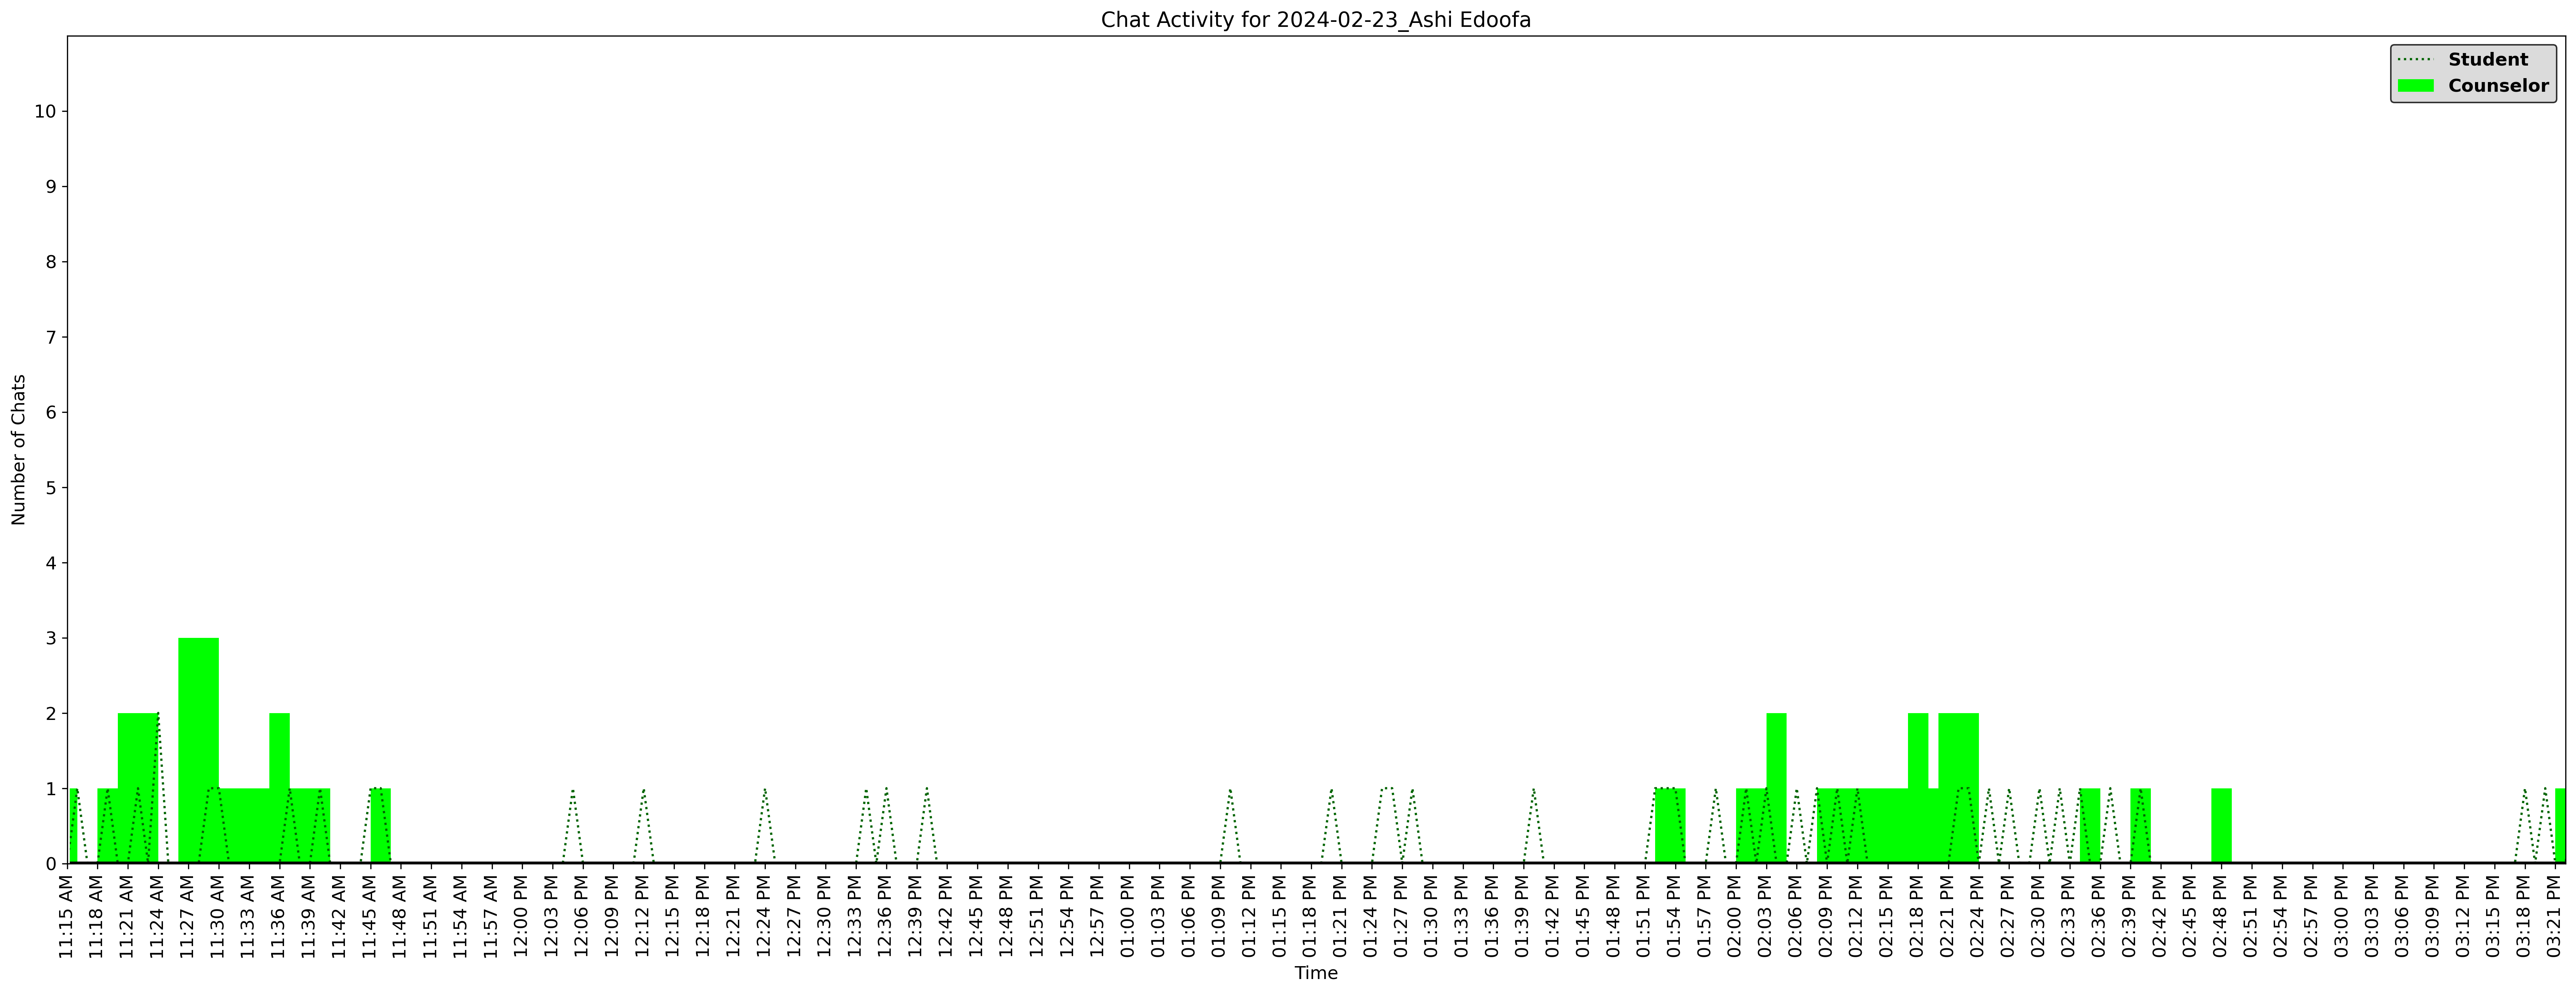 Chat Activity for 2024-02-23_Ashi Edoofa
Student
Counselor
Number of Chats
10
9
8
7
6
5
4
3
2
1
0
11:15 AM
11:18 AM
11:21 AM
11:24 AM
11:27 AM
11:30 AM
11:33 AM
11:36 AM
11:39 AM
11:42 AM
11:45 AM
11:48 AM
11:51 AM
11:54 AM
11:57 AM
12:00 PM
12:03 PM
12:06 PM
12:09 PM
12:12 PM
12:15 PM
12:18 PM
12:21 PM
12:24 PM
12:27 PM
12:30 PM
12:33 PM
12:36 PM
12:39 PM
12:42 PM
12:45 PM
12:48 PM
12:51 PM
12:54 PM
12:57 PM
01:00 PM
01:03 PM
01:06 PM
01:09 PM
01:12 PM
01:15 PM
01:18 PM
01:21 PM
01:24 PM
01:27 PM
01:30 PM
01:33 PM
01:36 PM
01:39 PM
01:42 PM
01:45 PM
01:48 PM
01:51 PM
01:54 PM
01:57 PM
02:00 PM
02:03 PM
02:06 PM
02:09 PM
02:12 PM
02:15 PM
02:18 PM
02:21 PM
02:24 PM
02:27 PM
02:30 PM
02:33 PM
02:36 PM
02:39 PM
02:42 PM
02:45 PM
02:48 PM
02:51 PM
02:54 PM
02:57 PM
03:00 PM
03:03 PM
03:06 PM
03:09 PM
03:12 PM
03:15 PM
03:18 PM
03:21 PM
Time